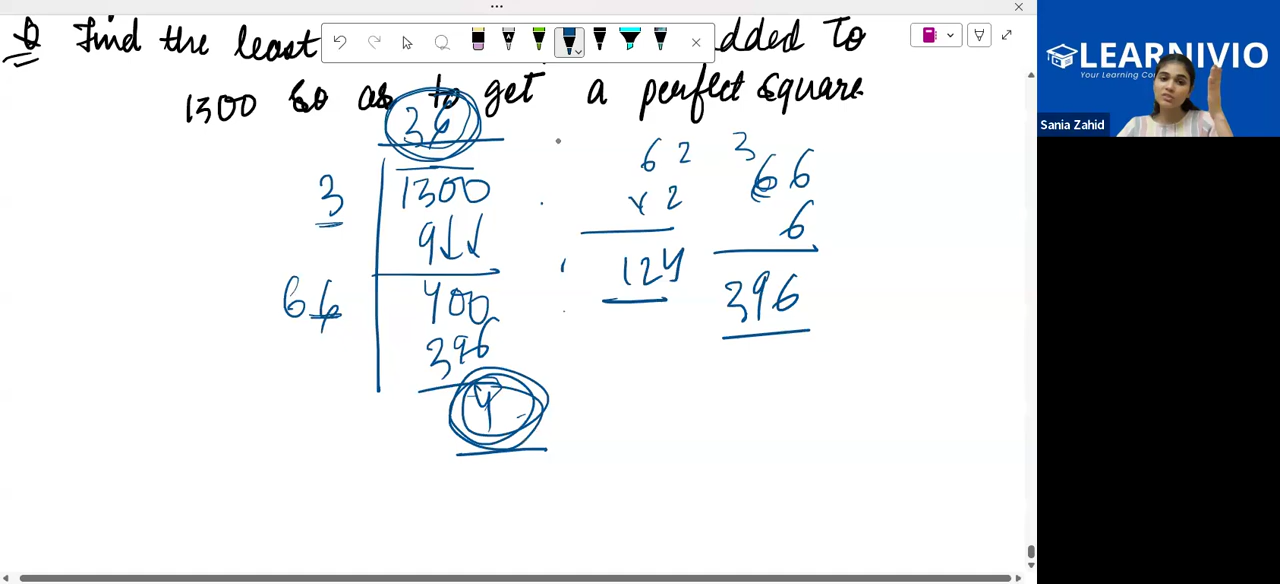 Q Find the least added to
1300 so as to get a perfect square
36
3 1300
9
66 400
396
4
62
x 2
124
3
66
6
396
LEARNIVIO
Your Learning Co
Sania Zahid